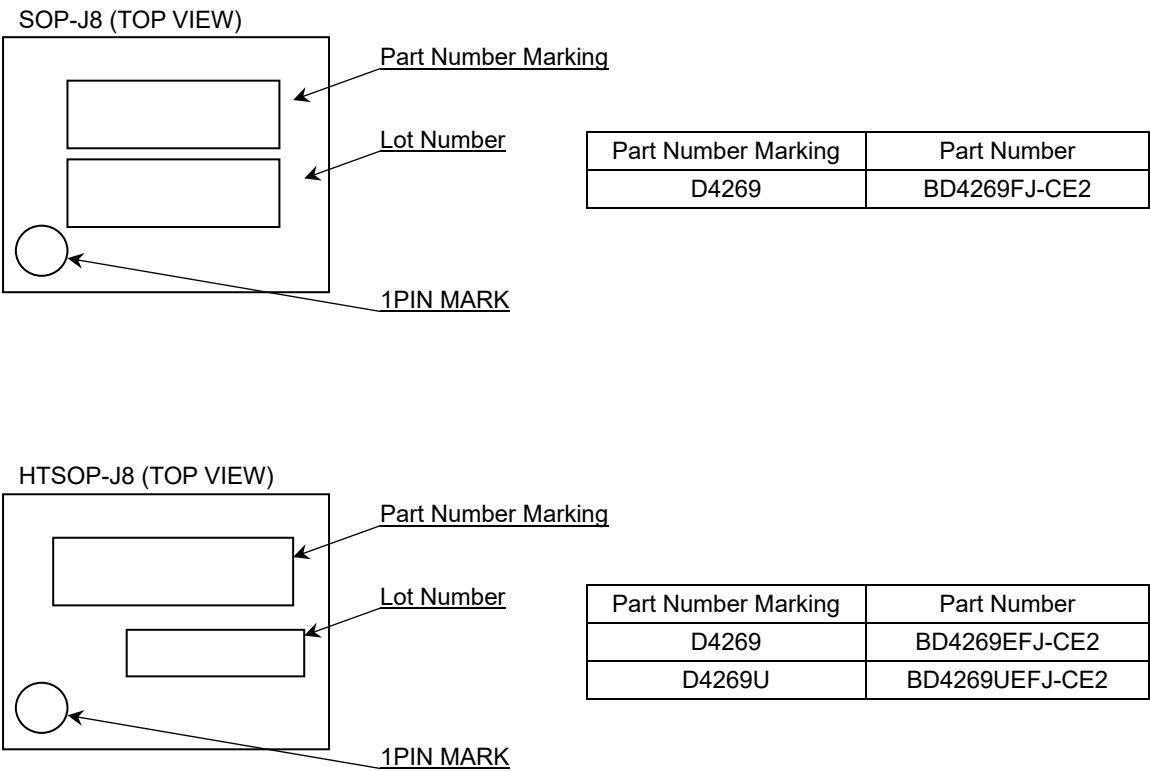 SOP-J8 (TOP VIEW)
Part Number Marking
Lot Number
1PIN MARK
Part Number Marking Part Number
D4269 BD4269FJ-CE2
HTSOP-J8 (TOP VIEW)
Part Number Marking
Lot Number
1PIN MARK
Part Number Marking Part Number
D4269 BD4269EFJ-CE2
D4269U BD4269UEFJ-CE2